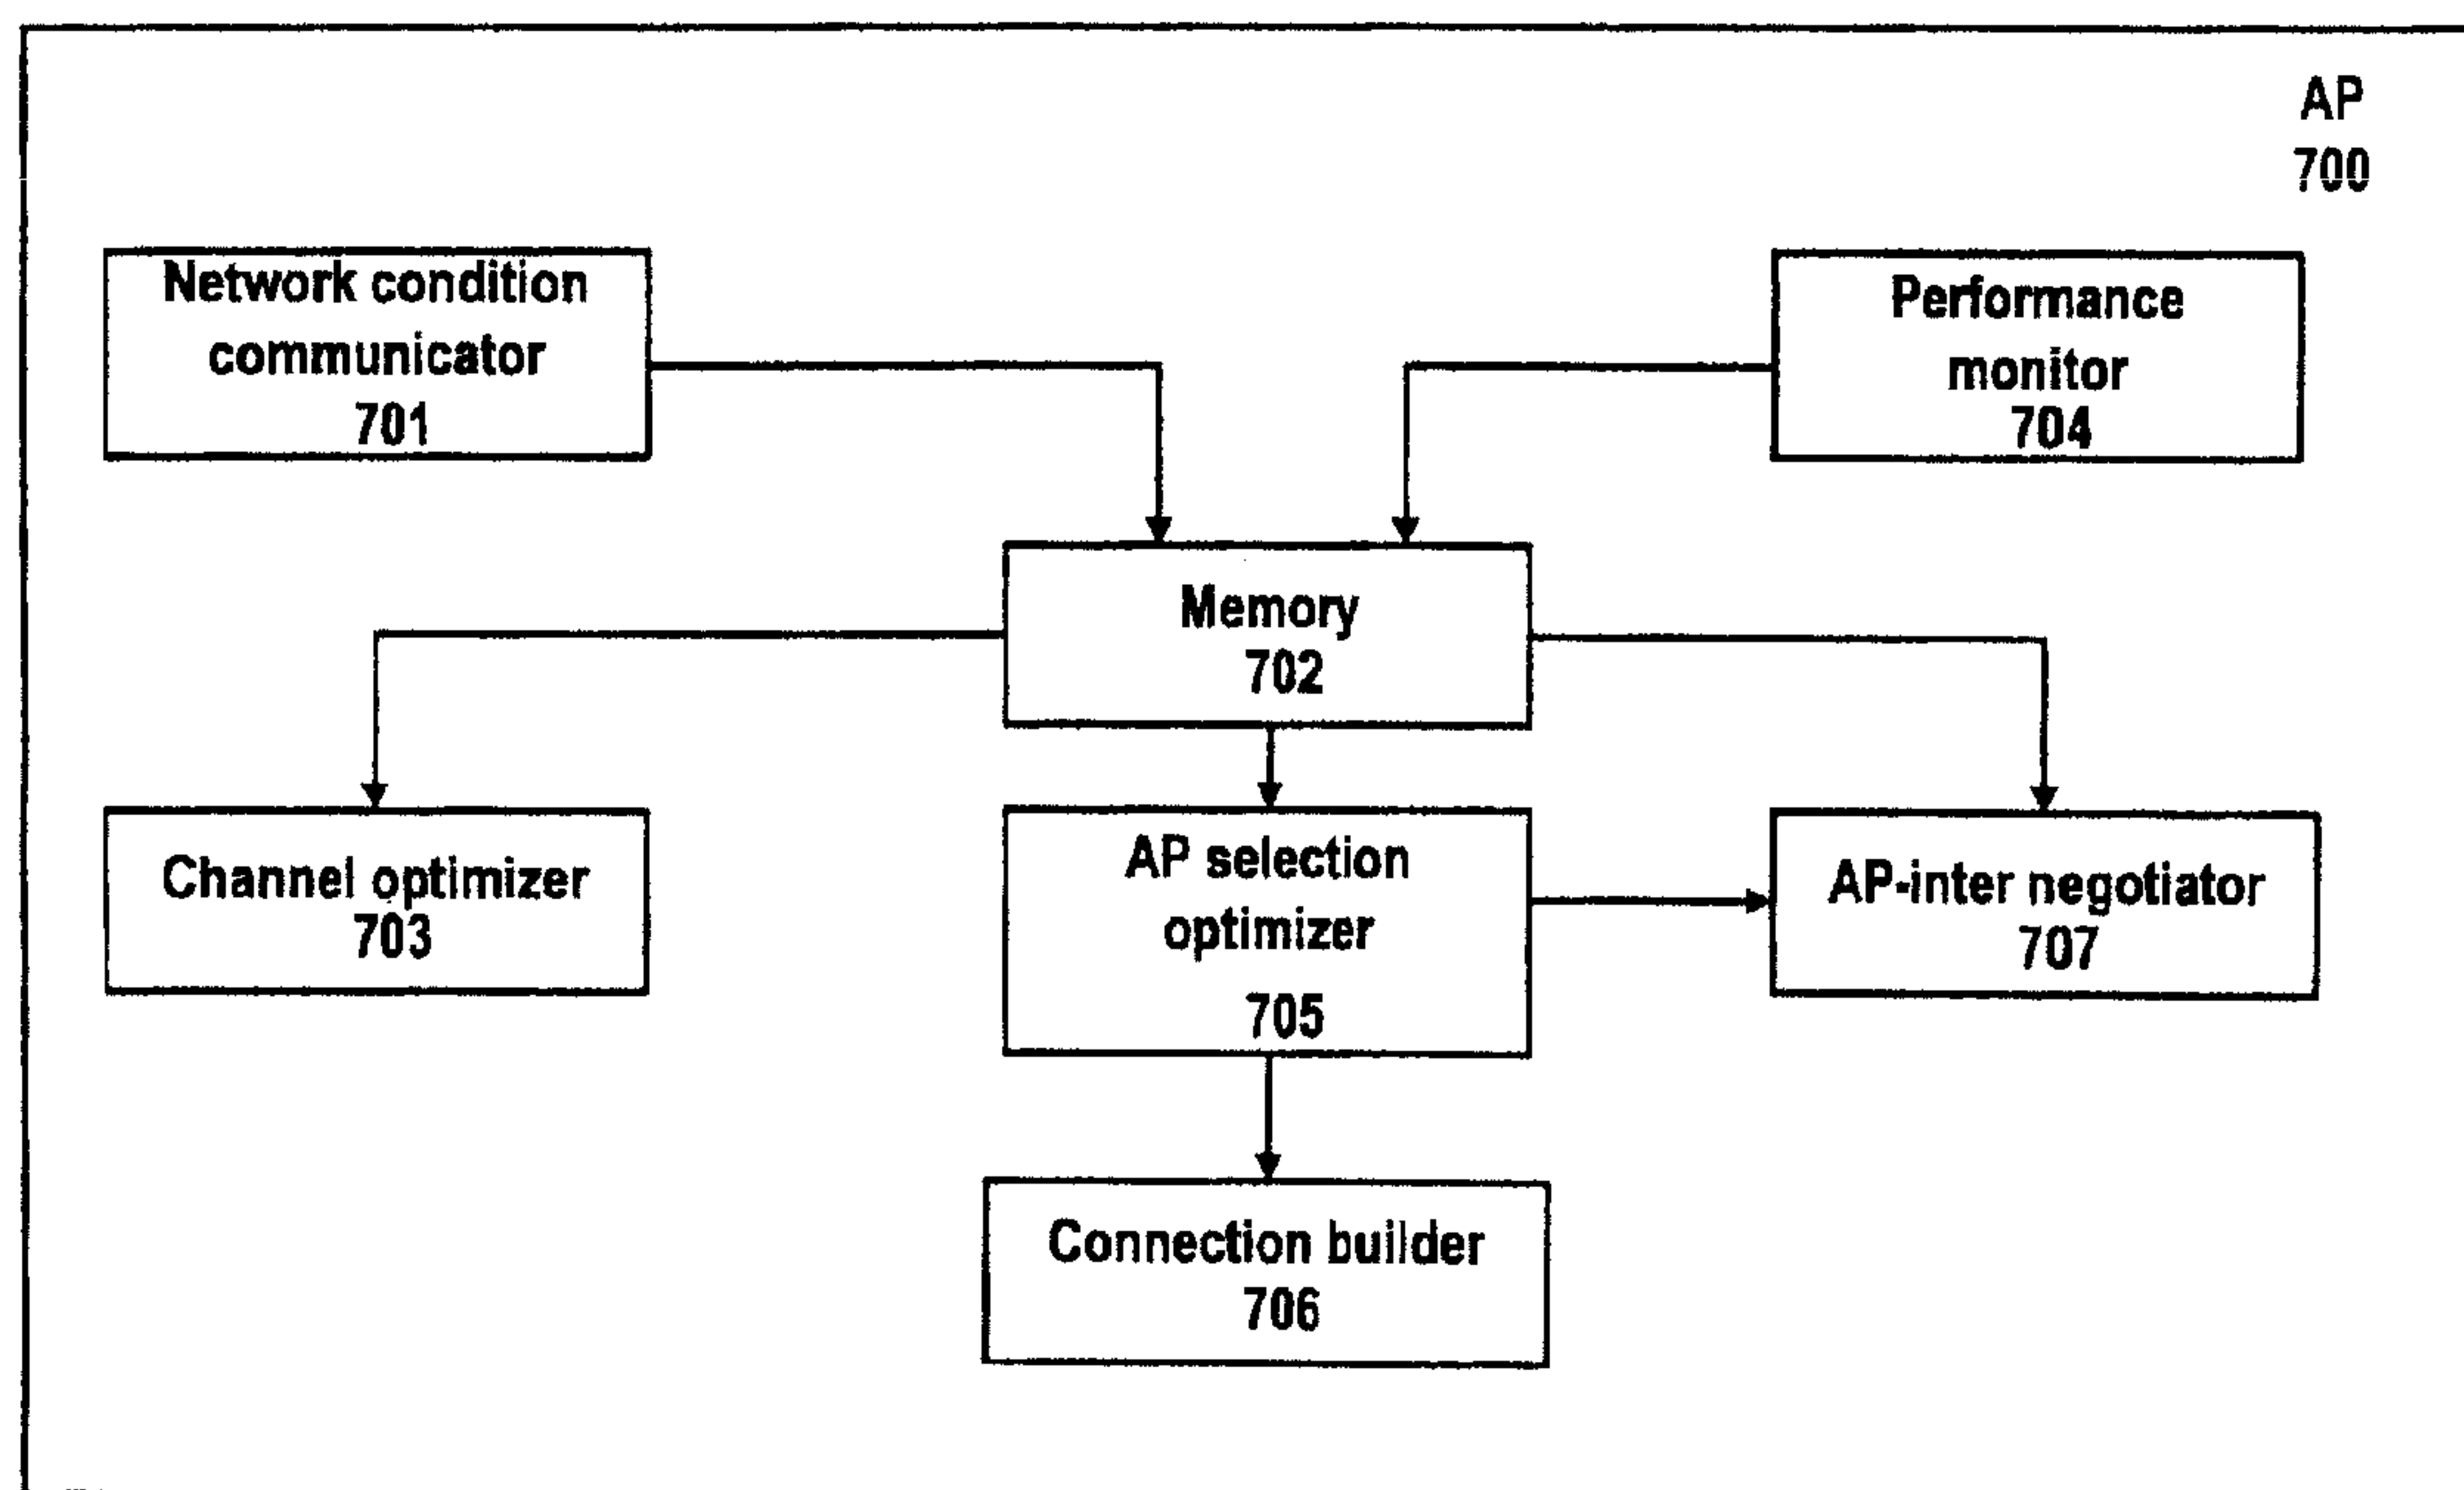 AP
700
Network condition
communicator
701
Performance
monitor
704
Memory
702
Channel optimizer
703
AP selection
optimizer
705
AP-inter negotiator
707
Connection builder
706